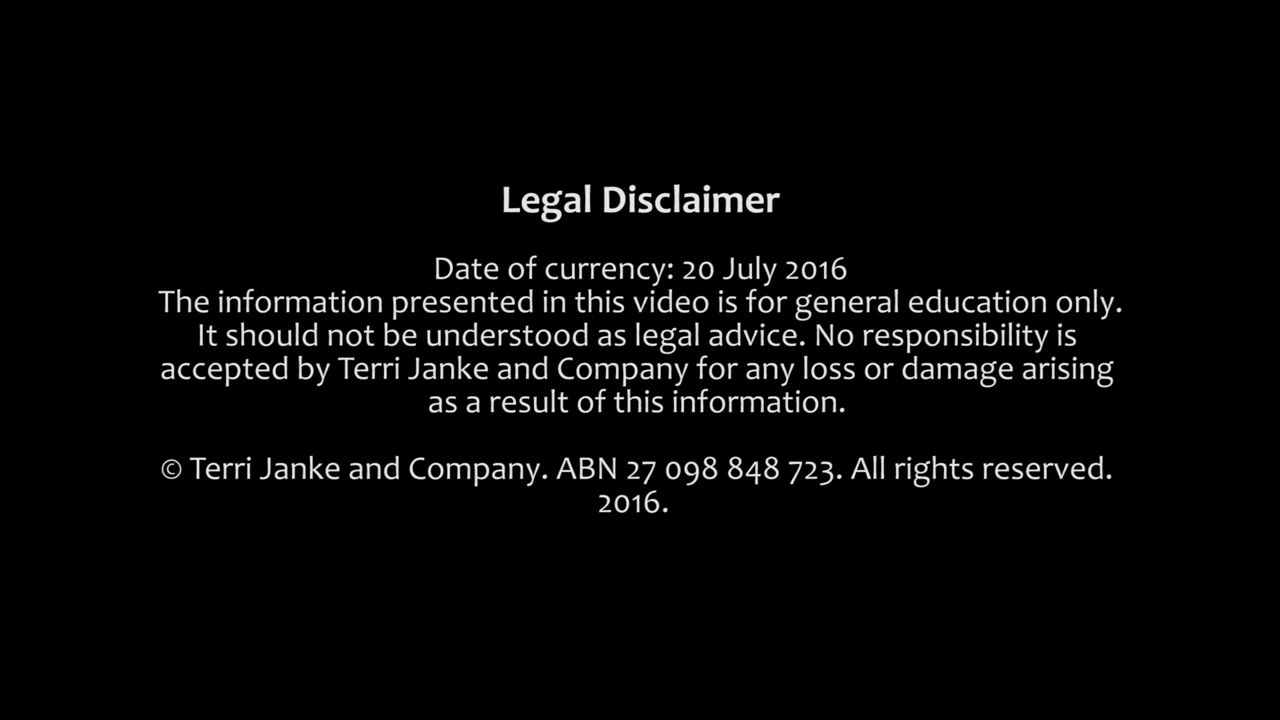 Legal Disclaimer
Date of currency: 20 July 2016
The information presented in this video is for general education only.
It should not be understood as legal advice. No responsibility is
accepted by Terri Janke and Company for any loss or damage arising
as a result of this information.
© Terri Janke and Company. ABN 27 098 848 723. All rights reserved.
2016.